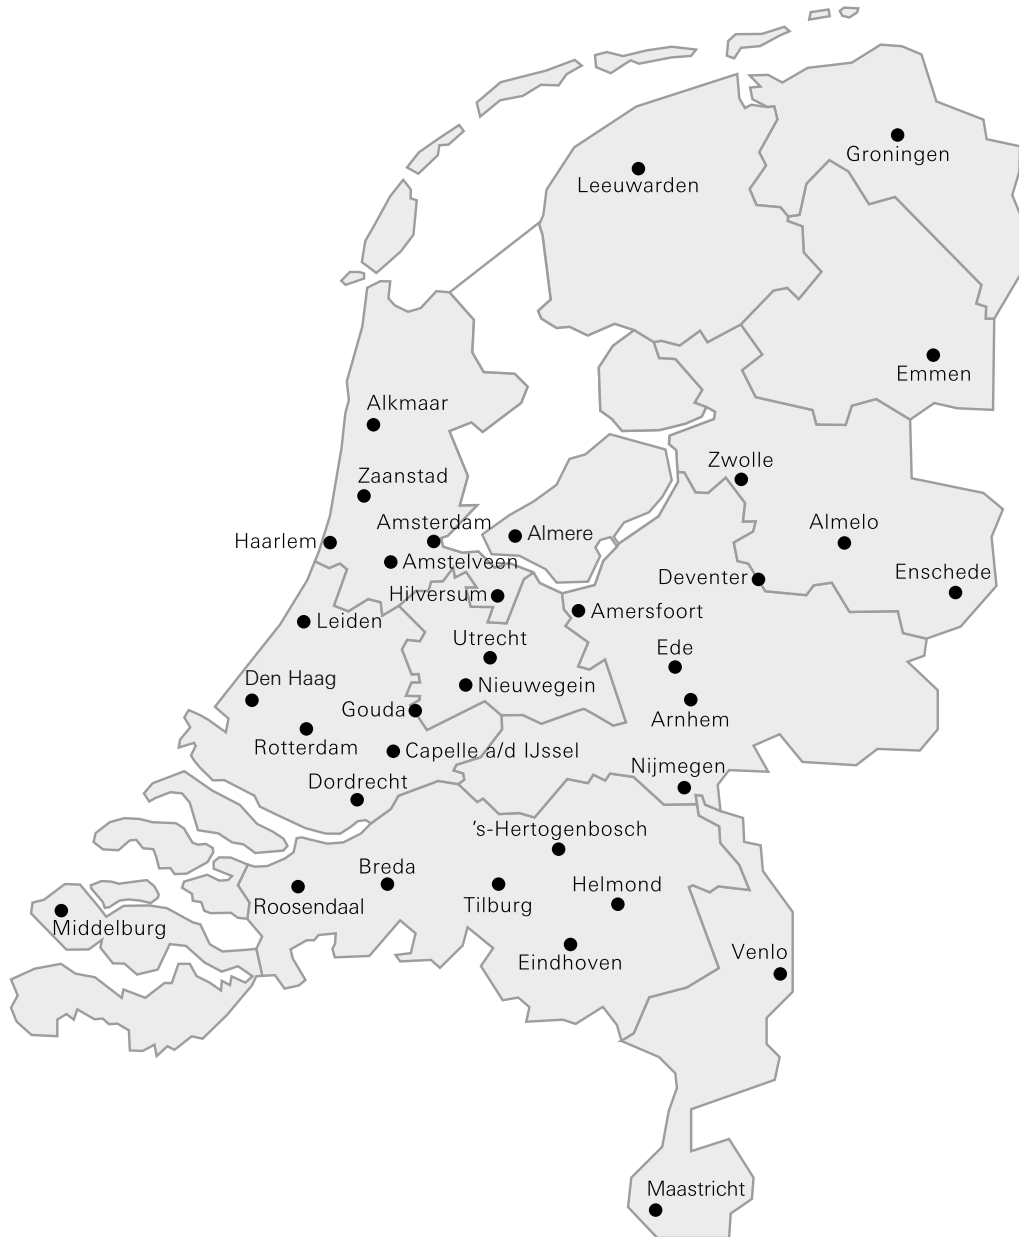 Groningen
Leeuwarden
Emmen
Alkmaar
Zwolle
Zaanstad
Almelo
Amsterdam
Almere
Haarlem
Amstelveen
Enschede
Deventer
Hilversum
Amersfoort
Leiden
Utrecht
Ede
Den Haag
Nieuwegein
Gouda
Arnhem
Rotterdam
Capelle a/d IJssel
Nijmegen
Dordrecht
's-Hertogenbosch
Breda
Helmond
Roosendaal
Tilburg
Middelburg
Venlo
Eindhoven
Maastricht